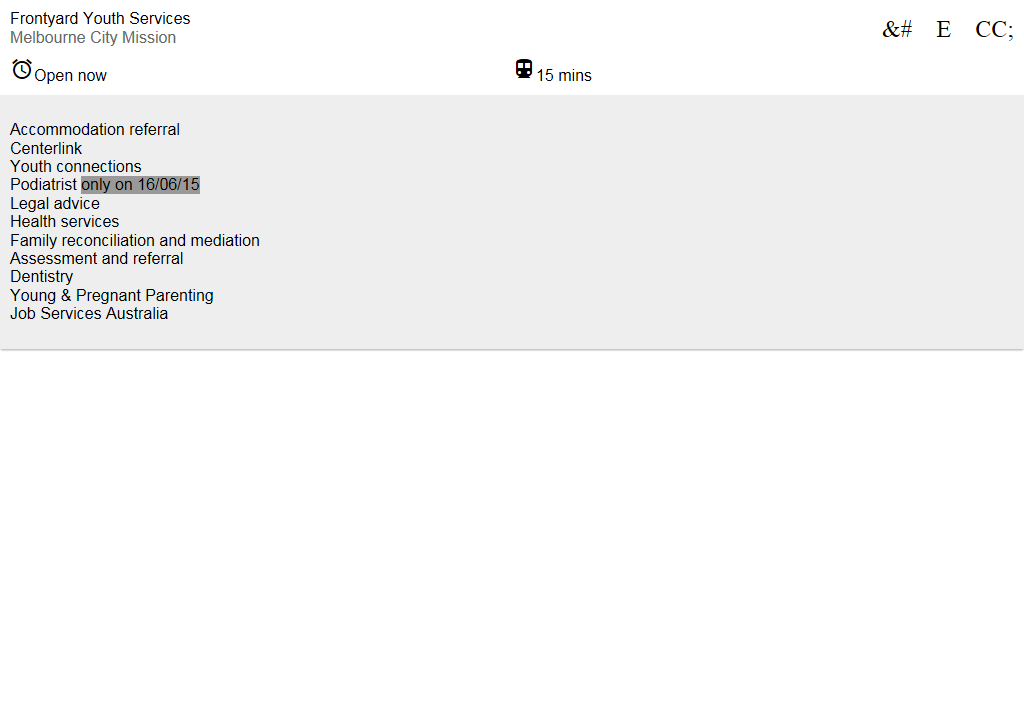 Frontyard Youth Services
Melbourne City Mission
&# E CC;
Open now
15 mins
Accommodation referral
Centerlink
Youth connections
Podiatrist only on 16/06/15
Legal advice
Health services
Family reconciliation and mediation
Assessment and referral
Dentistry
Young & Pregnant Parenting
Job Services Australia